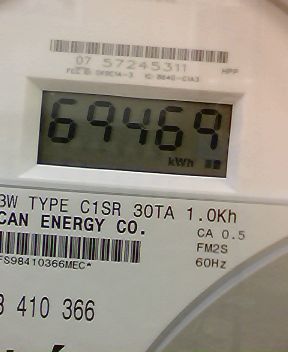 07 57245311
HPP
69469
kWh
3W TYPE C1SR 30TA 1.0Kh
CAN ENERGY CO.
CA 0.5
FM2S
60Hz
FS98410366MEC*
410 366